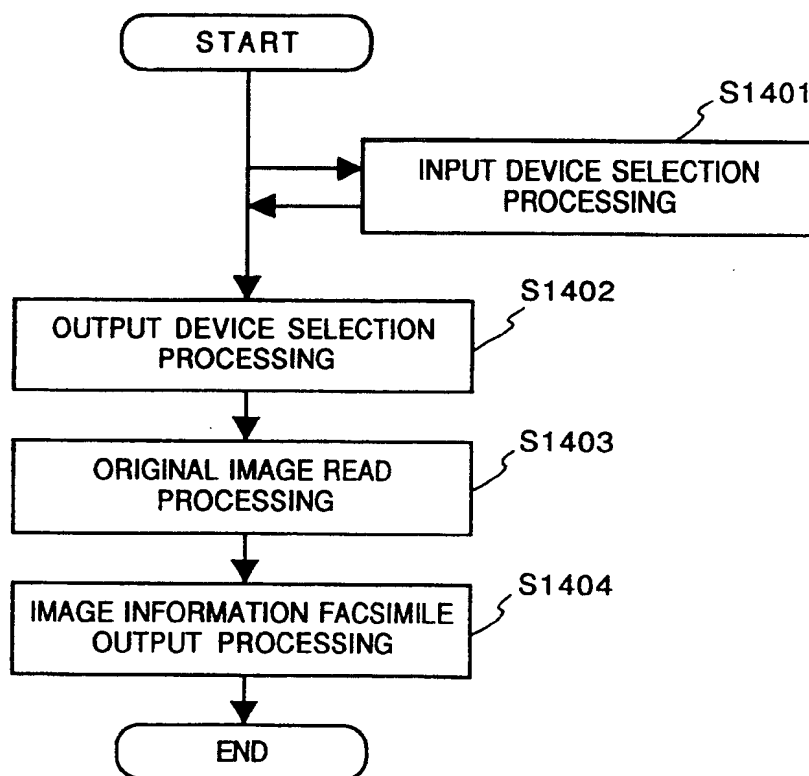 START
S1401
INPUT DEVICE SELECTION
PROCESSING
S1402
OUTPUT DEVICE SELECTION
PROCESSING
S1403
ORIGINAL IMAGE READ
PROCESSING
S1404
IMAGE INFORMATION FACSIMILE
OUTPUT PROCESSING
END